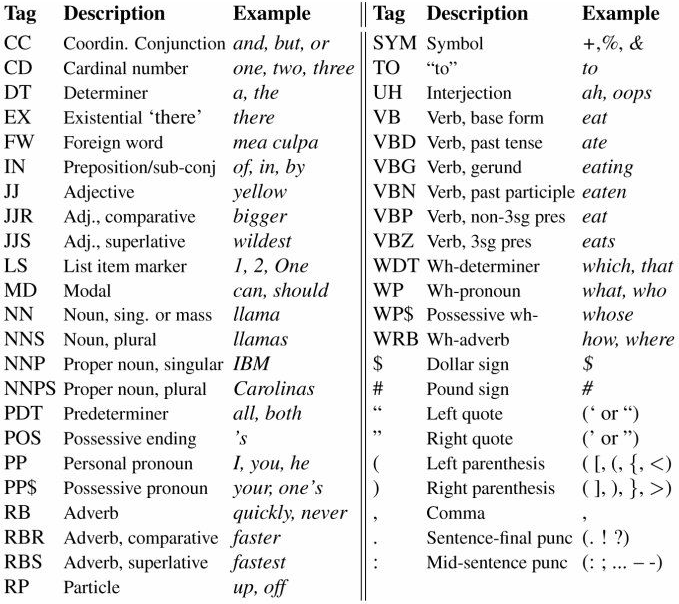 Tag Description Example
CC Coordin. Conjunction and, but, or
CD Cardinal number one, two, three
DT Determiner a, the
EX Existential ‘there’ there
FW Foreign word mea culpa
IN Preposition/sub-conj of, in, by
JJ Adjective yellow
JJR Adj., comparative bigger
JJS Adj., superlative wildest
LS List item marker 1, 2, One
MD Modal can, should
NN Noun, sing. or mass llama
NNS Noun, plural llamas
NNP Proper noun, singular IBM
NNPS Proper noun, plural Carolinas
PDT Predeterminer all, both
POS Possessive ending ’s
PP Personal pronoun I, you, he
PP$ Possessive pronoun your, one’s
RB Adverb quickly, never
RBR Adverb, comparative faster
RBS Adverb, superlative fastest
RP Particle up, off
Tag Description Example
SYM Symbol +,%, &
TO “to” to
UH Interjection ah, oops
VB Verb, base form eat
VBD Verb, past tense ate
VBG Verb, gerund eating
VBN Verb, past participle eaten
VBP Verb, non-3sg pres eat
VBZ Verb, 3sg pres eats
WDT Wh-determiner which, that
WP Wh-pronoun what, who
WP$ Possessive wh- whose
WRB Wh-adverb how, where
$ Dollar sign $
# Pound sign #
“ Left quote (‘ or “)
” Right quote (’ or ”)
( Left parenthesis ( [, (, {, <)
) Right parenthesis ( ], ), }, >)
, Comma ,
. Sentence-final punc (. ! ?)
: Mid-sentence punc (: ; ... – -)